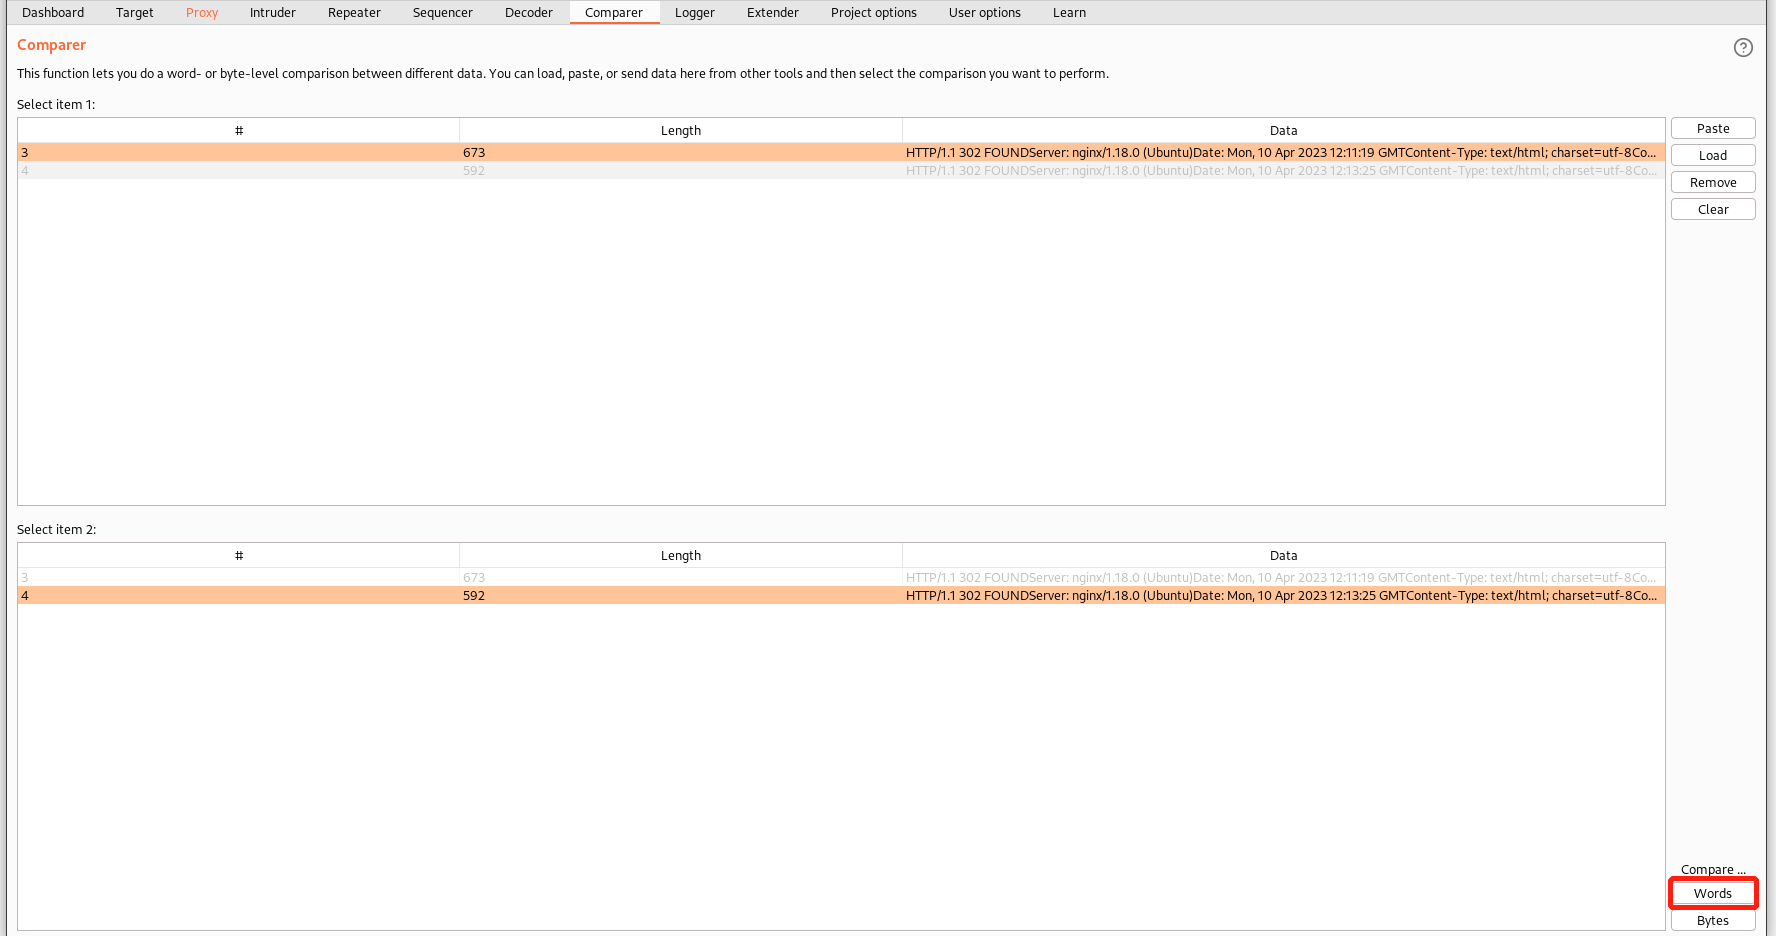 Dashboard Target Proxy Intruder Repeater Sequencer Decoder Comparer Logger Extender Project options User options Learn
Comparer
?
This function lets you do a word- or byte-level comparison between different data. You can load, paste, or send data here from other tools and then select the comparison you want to perform.
Select item 1:
# Length Data
3 673 HTTP/1.1 302 FOUNDServer: nginx/1.18.0 (Ubuntu)Date: Mon, 10 Apr 2023 12:11:19 GMTContent-Type: text/html; charset=utf-8Co...
4 592 HTTP/1.1 302 FOUNDServer: nginx/1.18.0 (Ubuntu)Date: Mon, 10 Apr 2023 12:13:25 GMTContent-Type: text/html; charset=utf-8Co...
Paste
Load
Remove
Clear
Select item 2:
# Length Data
3 673 HTTP/1.1 302 FOUNDServer: nginx/1.18.0 (Ubuntu)Date: Mon, 10 Apr 2023 12:11:19 GMTContent-Type: text/html; charset=utf-8Co...
4 592 HTTP/1.1 302 FOUNDServer: nginx/1.18.0 (Ubuntu)Date: Mon, 10 Apr 2023 12:13:25 GMTContent-Type: text/html; charset=utf-8Co...
Compare ...
Words
Bytes